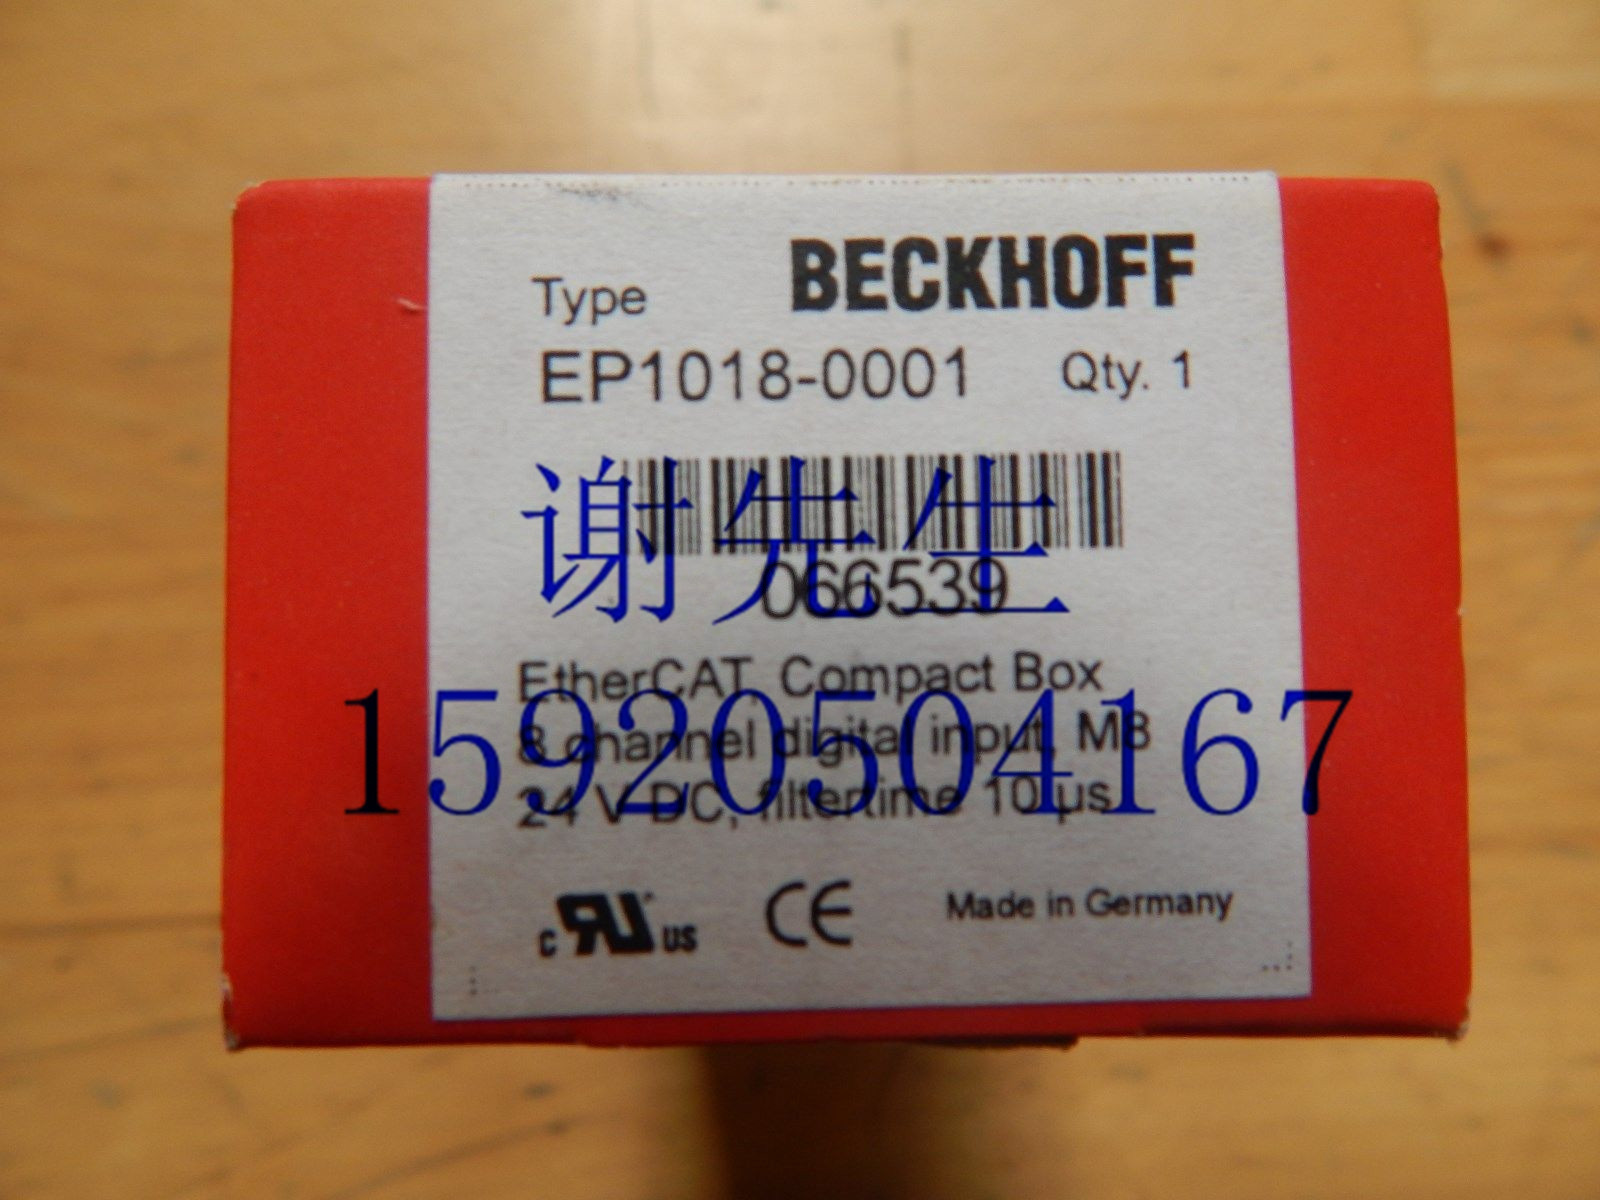 BECKHOFF
Type
EP1018-0001 Qty. 1
谢先生
066539
EtherCAT, Compact Box
15920504167
8 channel digital input, M8
24 V DC, filtertime 10 µs
c RU US CE Made in Germany